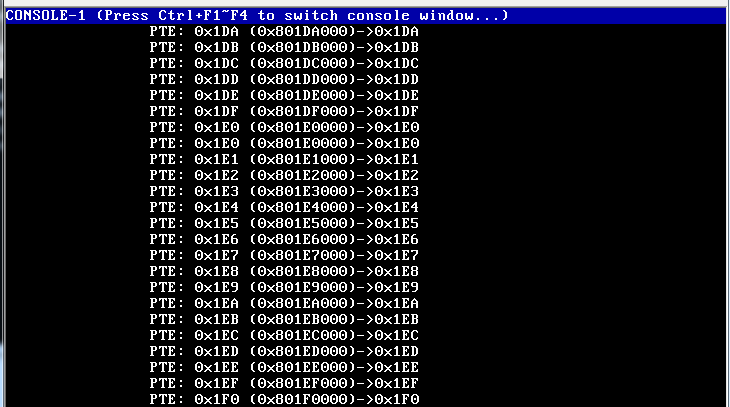 CONSOLE-1 (Press Ctrl+F1~F4 to switch console window...)
PTE: 0x1DA (0x801DA000)->0x1DA
PTE: 0x1DB (0x801DB000)->0x1DB
PTE: 0x1DC (0x801DC000)->0x1DC
PTE: 0x1DD (0x801DD000)->0x1DD
PTE: 0x1DE (0x801DE000)->0x1DE
PTE: 0x1DF (0x801DF000)->0x1DF
PTE: 0x1E0 (0x801E0000)->0x1E0
PTE: 0x1E0 (0x801E0000)->0x1E0
PTE: 0x1E1 (0x801E1000)->0x1E1
PTE: 0x1E2 (0x801E2000)->0x1E2
PTE: 0x1E3 (0x801E3000)->0x1E3
PTE: 0x1E4 (0x801E4000)->0x1E4
PTE: 0x1E5 (0x801E5000)->0x1E5
PTE: 0x1E6 (0x801E6000)->0x1E6
PTE: 0x1E7 (0x801E7000)->0x1E7
PTE: 0x1E8 (0x801E8000)->0x1E8
PTE: 0x1E9 (0x801E9000)->0x1E9
PTE: 0x1EA (0x801EA000)->0x1EA
PTE: 0x1EB (0x801EB000)->0x1EB
PTE: 0x1EC (0x801EC000)->0x1EC
PTE: 0x1ED (0x801ED000)->0x1ED
PTE: 0x1EE (0x801EE000)->0x1EE
PTE: 0x1EF (0x801EF000)->0x1EF
PTE: 0x1F0 (0x801F0000)->0x1F0